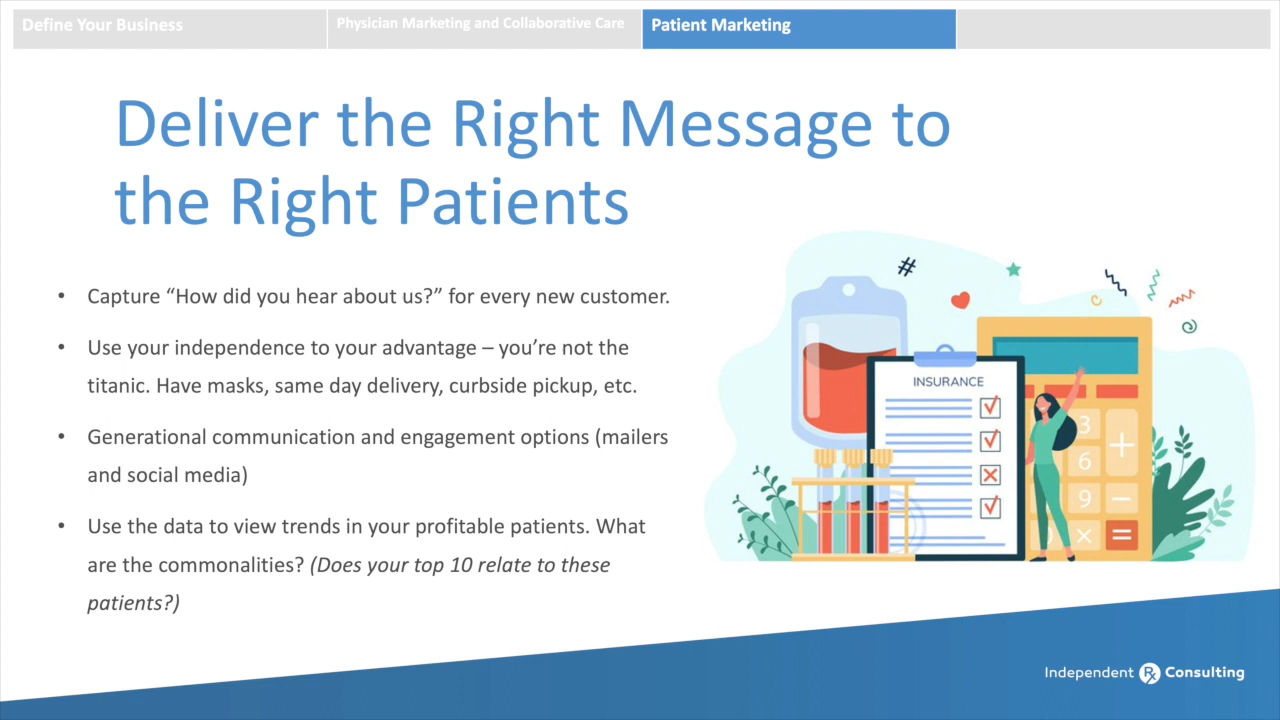 Define Your Business
Physician Marketing and Collaborative Care
Patient Marketing
Deliver the Right Message to
the Right Patients
• Capture “How did you hear about us?” for every new customer.
• Use your independence to your advantage – you’re not the
titanic. Have masks, same day delivery, curbside pickup, etc.
• Generational communication and engagement options (mailers
and social media)
• Use the data to view trends in your profitable patients. What
are the commonalities? (Does your top 10 relate to these
patients?)
#
INSURANCE
3
6
+
9
−
0
×
=
Independent Rx Consulting